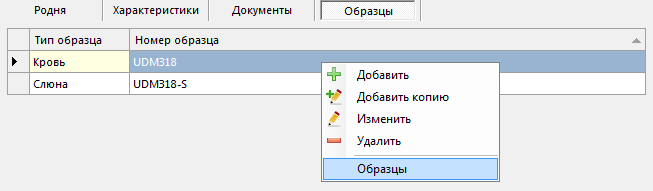 Родня Характеристики Документы Образцы
Тип образца Номер образца
Кровь UDM318
Слюна UDM318-S
Добавить
Добавить копию
Изменить
Удалить
Образцы